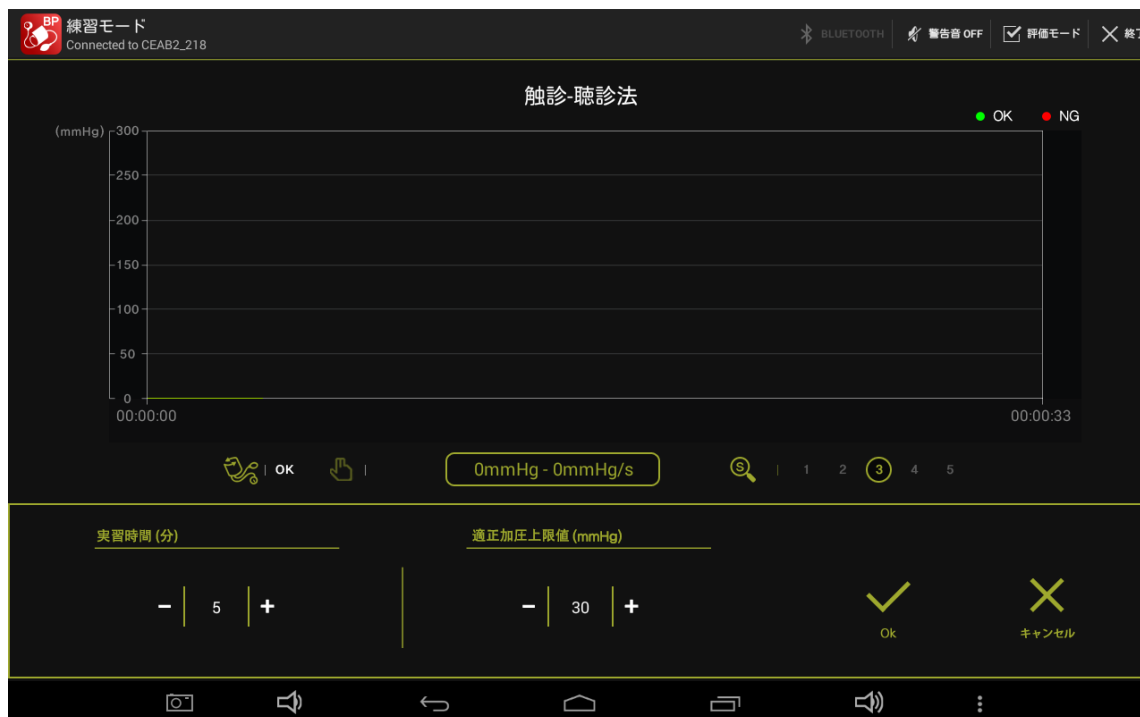 BP
練習モード
Connected to CEAB2_218
BLUETOOTH
警告音 OFF
評価モード
触診-聴診法
OK
NG
(mmHg)
300
250
200
150
100
50
0
00:00:00
00:00:33
OK
0mmHg - 0mmHg/s
S
1 2 3 4 5
実習時間 (分)
適正加圧上限値 (mmHg)
− 5 +
− 30 +
Ok
キャンセル